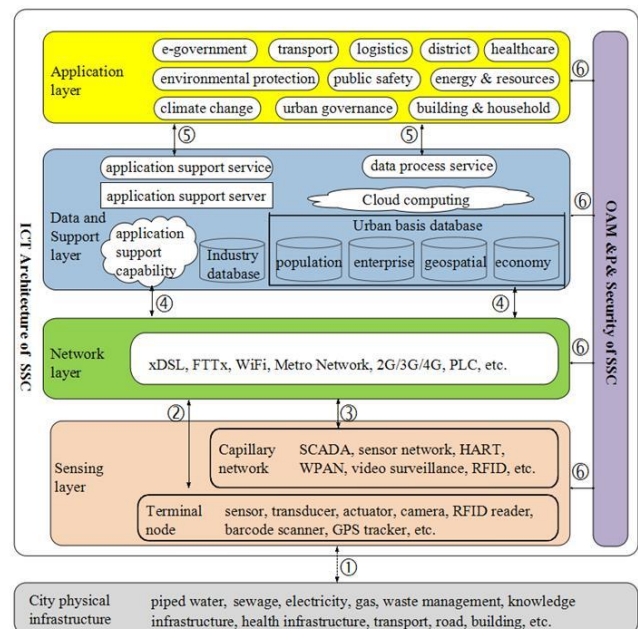 ICT Architecture of SSC
OAM &P& Security of SSC
Application
layer
e-government
transport
logistics
district
healthcare
environmental protection
public safety
energy & resources
climate change
urban governance
building & household
⑥
⑤
⑤
Data and
Support
layer
application support service
data process service
application support server
Cloud computing
application
support
capability
Industry
database
Urban basis database
population
enterprise
geospatial
economy
⑥
④
④
Network
layer
xDSL, FTTx, WiFi, Metro Network, 2G/3G/4G, PLC, etc.
⑥
②
③
Sensing
layer
Capillary
network
SCADA, sensor network, HART,
WPAN, video surveillance, RFID, etc.
⑥
Terminal
node
sensor, transducer, actuator, camera, RFID reader,
barcode scanner, GPS tracker, etc.
①
City physical
infrastructure
piped water, sewage, electricity, gas, waste management, knowledge
infrastructure, health infrastructure, transport, road, building, etc.